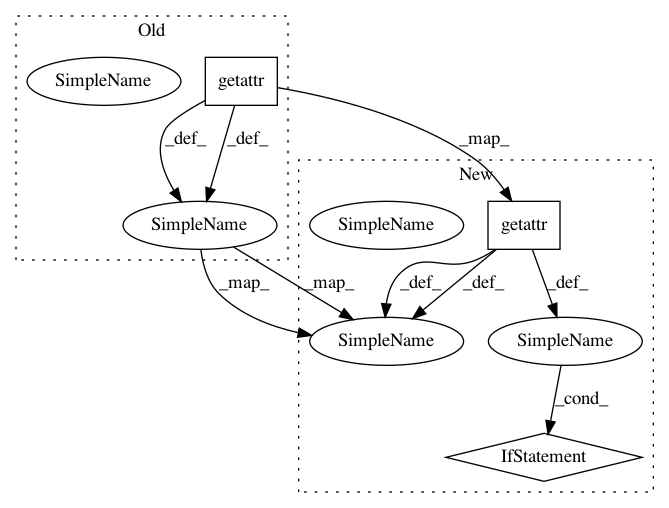 Old
SimpleName
getattr
_def_
_def_
_map_
New
SimpleName
SimpleName
getattr
_map_
_map_
_def_
_def_
_def_
SimpleName
SimpleName
_cond_
IfStatement